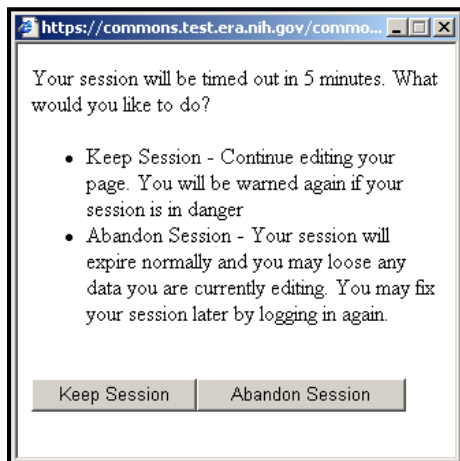 https://commons.test.era.nih.gov/commo...
Your session will be timed out in 5 minutes. What
would you like to do?
• Keep Session - Continue editing your
page. You will be warned again if your
session is in danger
• Abandon Session - Your session will
expire normally and you may loose any
data you are currently editing. You may fix
your session later by logging in again.
Keep Session Abandon Session